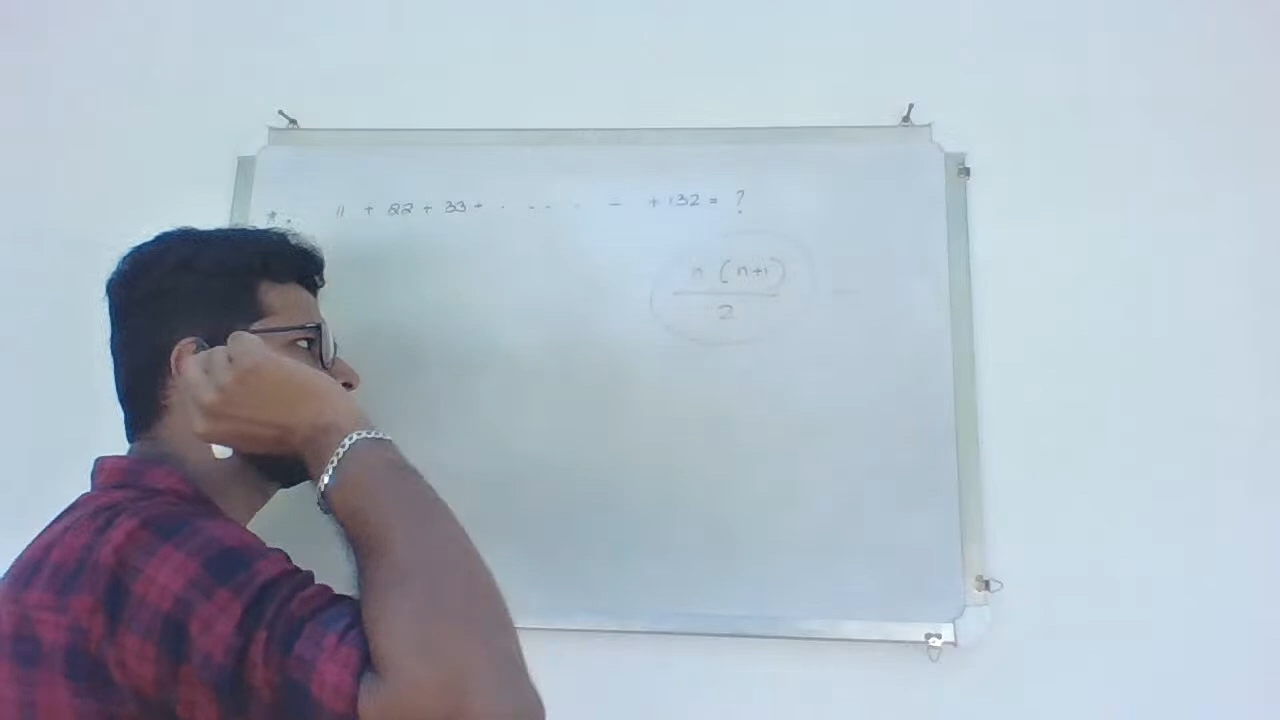 11 + 22 + 33 + . - - . - + 132 = ?
n (n+1)
2